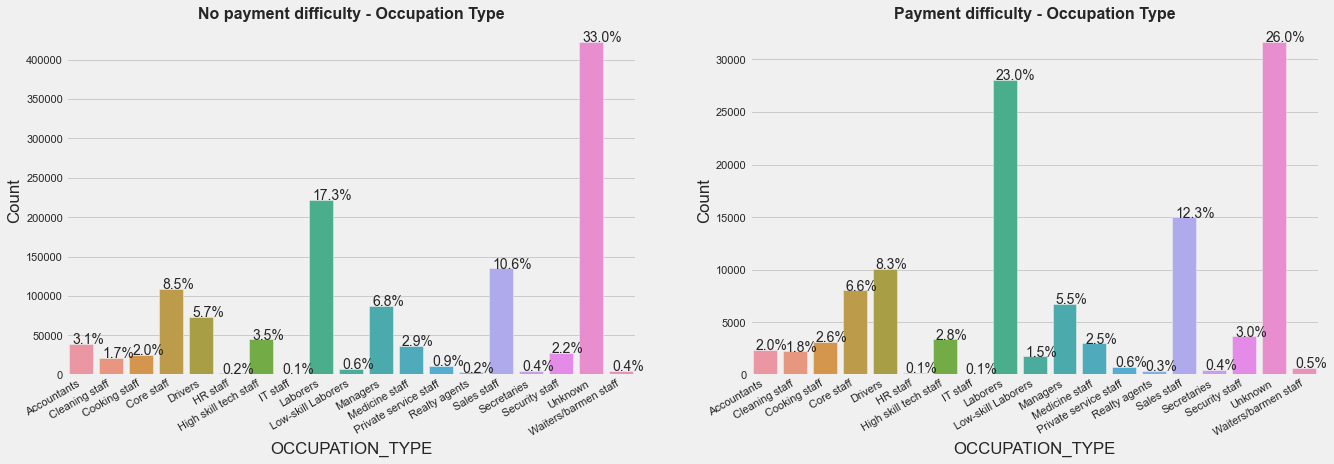 No payment difficulty - Occupation Type
Count
400000
350000
300000
250000
200000
150000
100000
50000
0
3.1%
1.7%
2.0%
8.5%
5.7%
0.2%
3.5%
0.1%
17.3%
0.6%
6.8%
2.9%
0.9%
0.2%
10.6%
0.4%
2.2%
33.0%
0.4%
Accountants
Cleaning staff
Cooking staff
Core staff
Drivers
HR staff
High skill tech staff
IT staff
Laborers
Low-skill Laborers
Managers
Medicine staff
Private service staff
Realty agents
Sales staff
Secretaries
Security staff
Unknown
Waiters/barmen staff
OCCUPATION_TYPE
Payment difficulty - Occupation Type
Count
30000
25000
20000
15000
10000
5000
0
2.0%
1.8%
2.6%
6.6%
8.3%
0.1%
2.8%
0.1%
23.0%
1.5%
5.5%
2.5%
0.6%
0.3%
12.3%
0.4%
3.0%
26.0%
0.5%
Accountants
Cleaning staff
Cooking staff
Core staff
Drivers
HR staff
High skill tech staff
IT staff
Laborers
Low-skill Laborers
Managers
Medicine staff
Private service staff
Realty agents
Sales staff
Secretaries
Security staff
Unknown
Waiters/barmen staff
OCCUPATION_TYPE